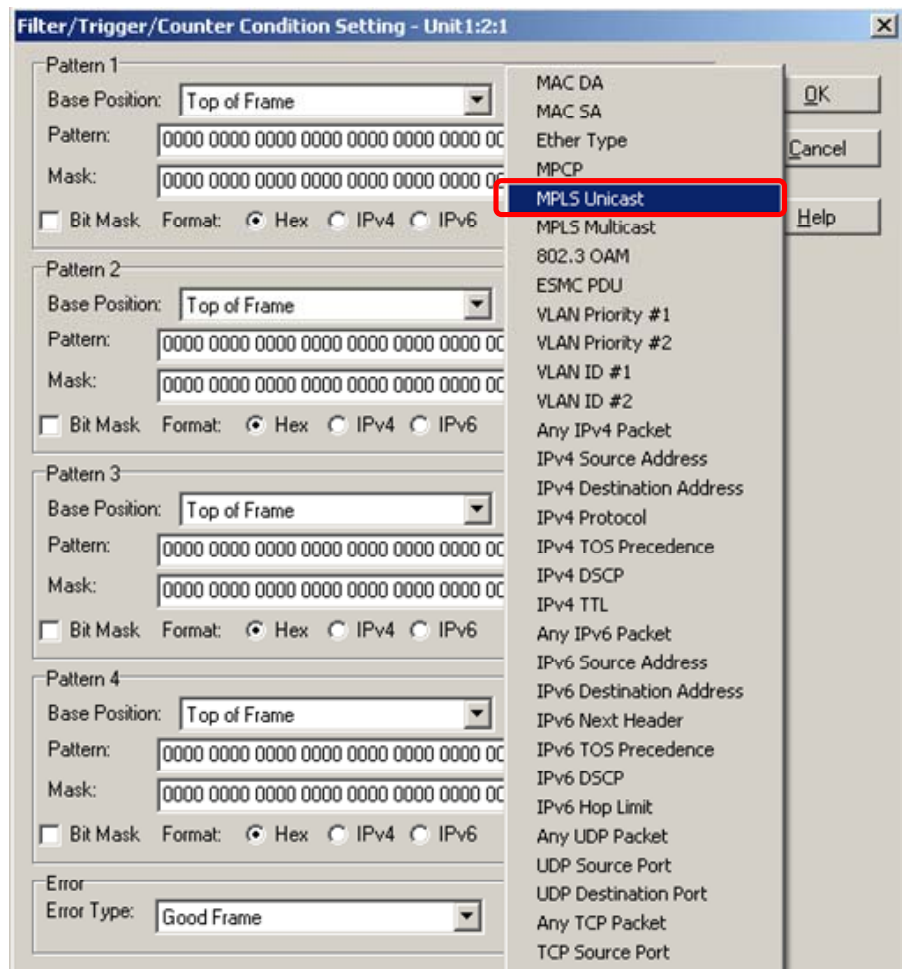 Filter/Trigger/Counter Condition Setting - Unit1:2:1
Pattern 1
Base Position: Top of Frame
Pattern: 0000 0000 0000 0000 0000 0000 0000 00
Mask: 0000 0000 0000 0000 0000 0000 0000 00
Bit Mask Format: Hex IPv4 IPv6
Pattern 2
Base Position: Top of Frame
Pattern: 0000 0000 0000 0000 0000 0000 0000 00
Mask: 0000 0000 0000 0000 0000 0000 0000 00
Bit Mask Format: Hex IPv4 IPv6
Pattern 3
Base Position: Top of Frame
Pattern: 0000 0000 0000 0000 0000 0000 0000 00
Mask: 0000 0000 0000 0000 0000 0000 0000 00
Bit Mask Format: Hex IPv4 IPv6
Pattern 4
Base Position: Top of Frame
Pattern: 0000 0000 0000 0000 0000 0000 0000 00
Mask: 0000 0000 0000 0000 0000 0000 0000 00
Bit Mask Format: Hex IPv4 IPv6
Error
Error Type: Good Frame
MAC DA
MAC SA
Ether Type
MPCP
MPLS Unicast
MPLS Multicast
802.3 OAM
ESMC PDU
VLAN Priority #1
VLAN Priority #2
VLAN ID #1
VLAN ID #2
Any IPv4 Packet
IPv4 Source Address
IPv4 Destination Address
IPv4 Protocol
IPv4 TOS Precedence
IPv4 DSCP
IPv4 TTL
Any IPv6 Packet
IPv6 Source Address
IPv6 Destination Address
IPv6 Next Header
IPv6 TOS Precedence
IPv6 DSCP
IPv6 Hop Limit
Any UDP Packet
UDP Source Port
UDP Destination Port
Any TCP Packet
TCP Source Port
OK
Cancel
Help